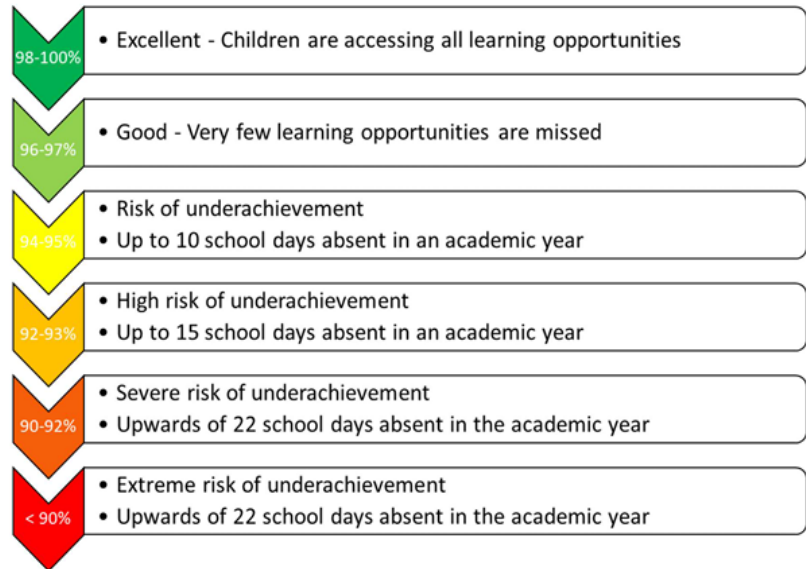 98-100%
• Excellent - Children are accessing all learning opportunities
96-97%
• Good - Very few learning opportunities are missed
94-95%
• Risk of underachievement
• Up to 10 school days absent in an academic year
92-93%
• High risk of underachievement
• Up to 15 school days absent in an academic year
90-92%
• Severe risk of underachievement
• Upwards of 22 school days absent in the academic year
< 90%
• Extreme risk of underachievement
• Upwards of 22 school days absent in the academic year